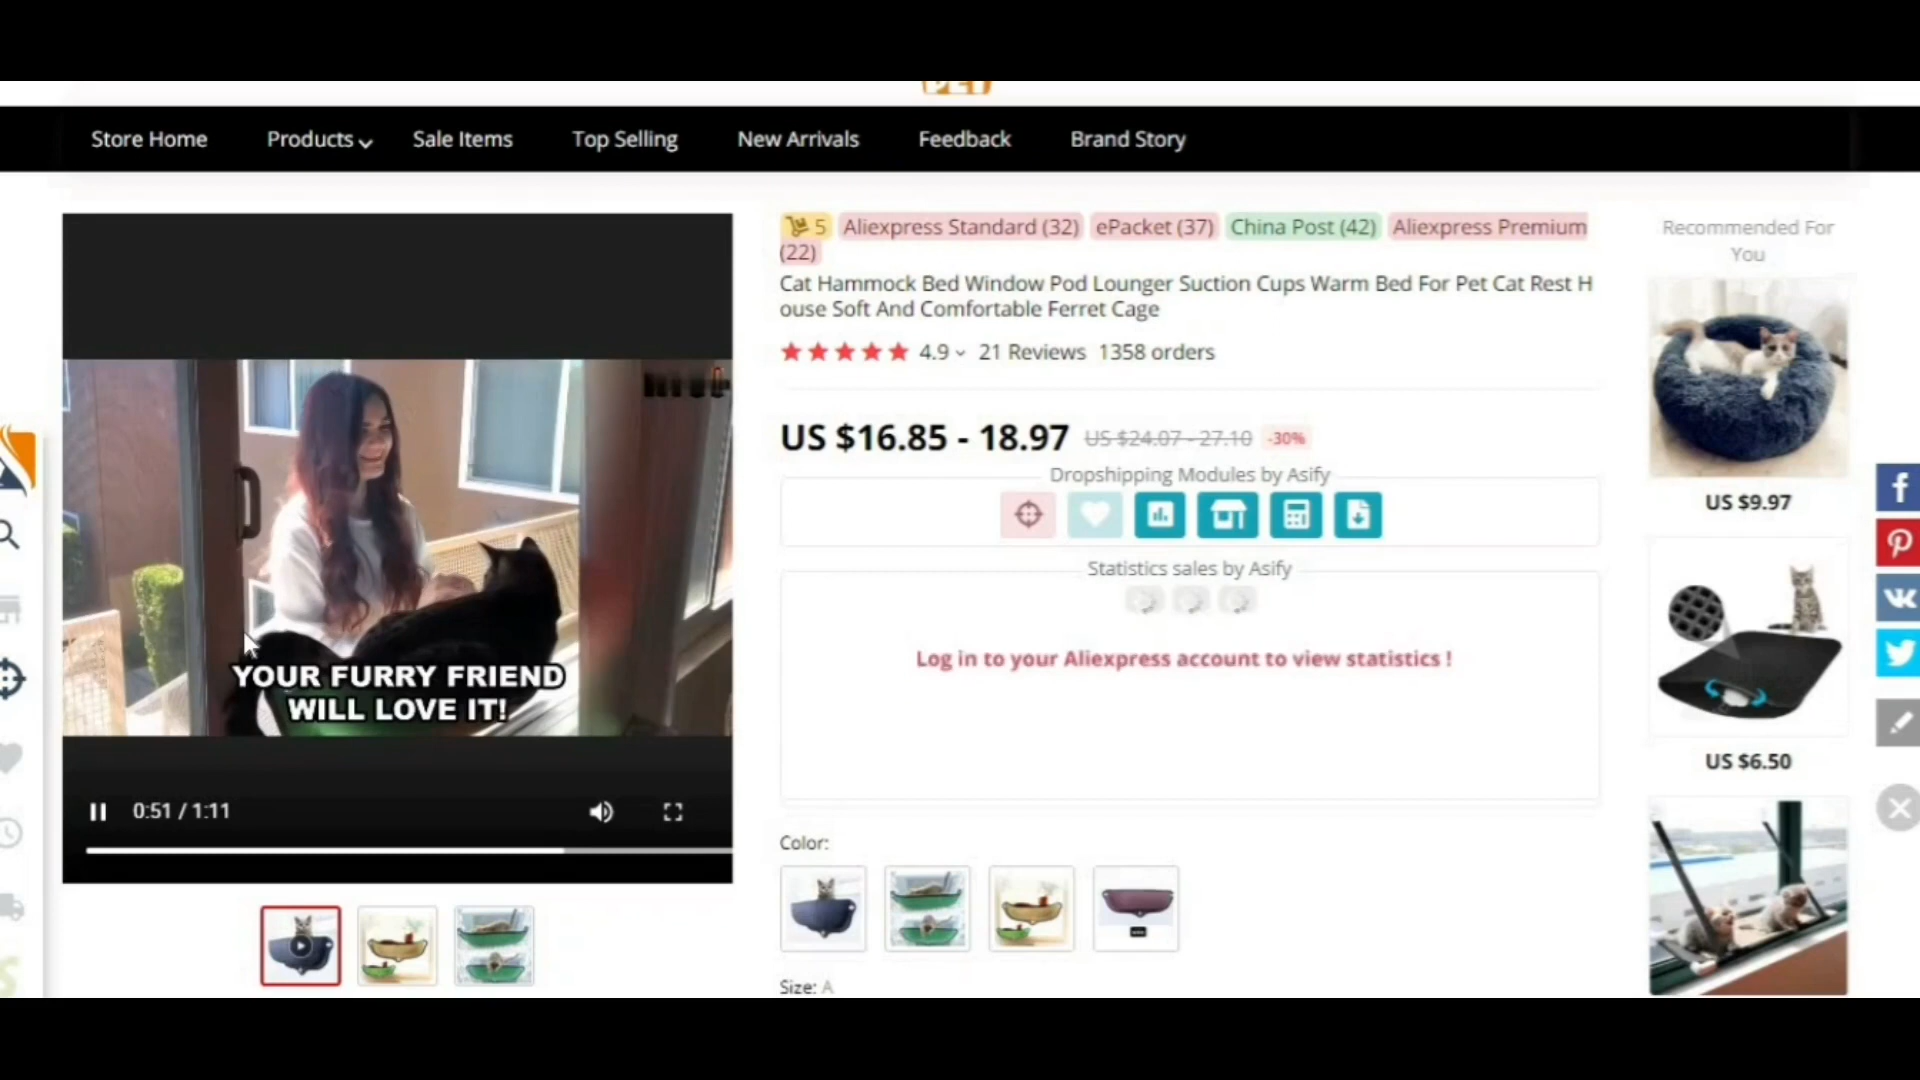 PET
Store Home Products Sale Items Top Selling New Arrivals Feedback Brand Story
5 Aliexpress Standard (32) ePacket (37) China Post (42) Aliexpress Premium
(22)
Cat Hammock Bed Window Pod Lounger Suction Cups Warm Bed For Pet Cat Rest H
ouse Soft And Comfortable Ferret Cage
4.9 21 Reviews 1358 orders
US $16.85 - 18.97 US $24.07 - 27.10 -30%
Dropshipping Modules by Asify
Statistics sales by Asify
Log in to your Aliexpress account to view statistics !
Color:
Size: A
YOUR FURRY FRIEND
WILL LOVE IT!
0:51 / 1:11
Recommended For
You
US $9.97
US $6.50